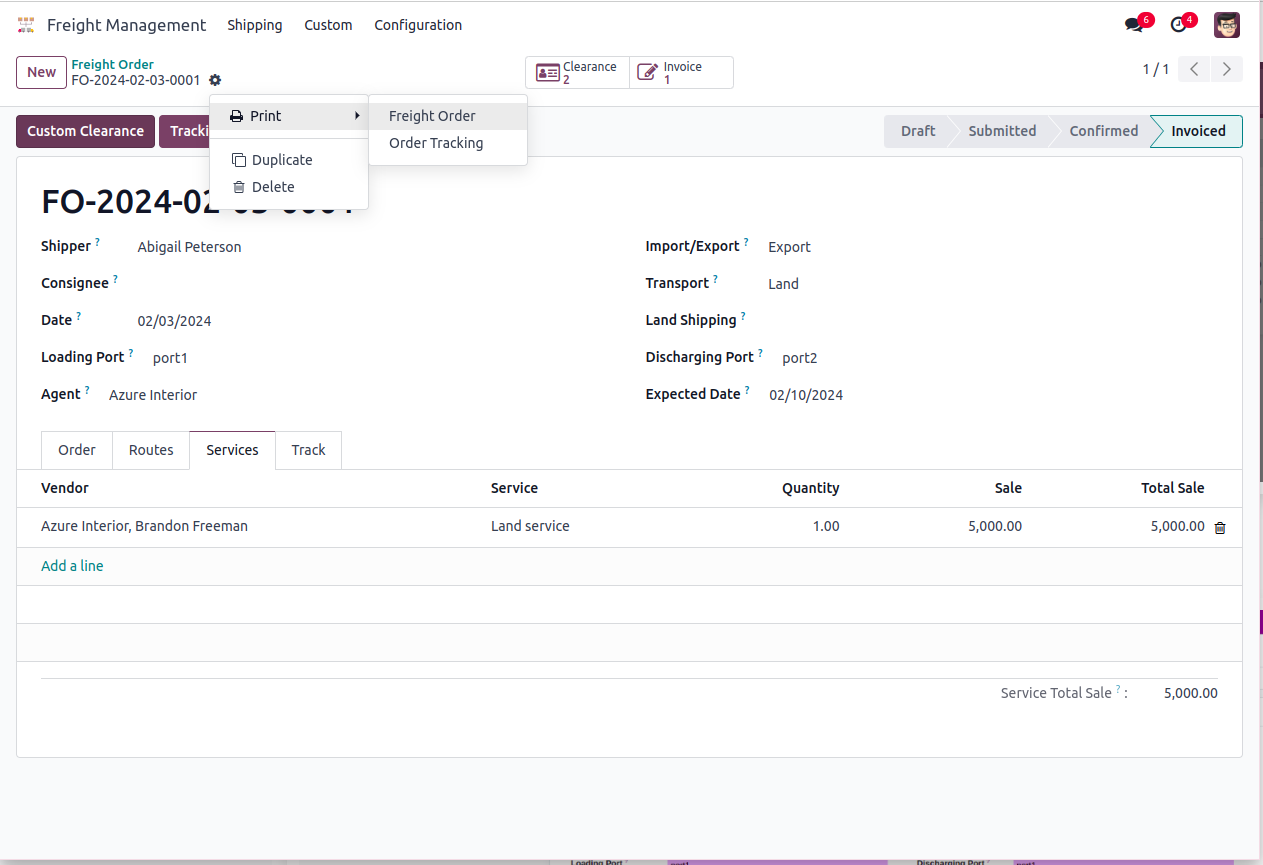 Freight Management Shipping Custom Configuration 6 4
New Freight Order
FO-2024-02-03-0001
Clearance
2
Invoice
1
1 / 1
Print
Freight Order
Order Tracking
Duplicate
Delete
Custom Clearance Tracki
Draft Submitted Confirmed Invoiced
FO-2024-02-03-0001
Shipper ? Abigail Peterson
Import/Export ? Export
Consignee ?
Transport ? Land
Date ? 02/03/2024
Land Shipping ?
Loading Port ? port1
Discharging Port ? port2
Agent ? Azure Interior
Expected Date ? 02/10/2024
Order Routes Services Track
Vendor Service Quantity Sale Total Sale
Azure Interior, Brandon Freeman Land service 1.00 5,000.00 5,000.00
Add a line
Service Total Sale ? : 5,000.00
Loading Port port1 Discharging Port port1